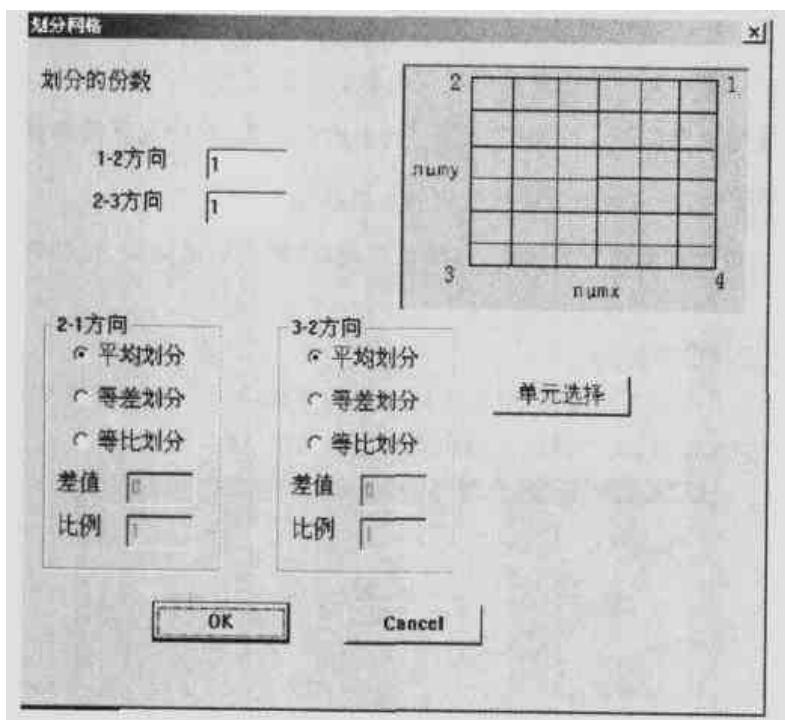 划分网格
划分的份数
1-2方向 1
2-3方向 1
2 1
numy
3 4
numx
2-1方向
平均划分
等差划分
等比划分
差值 0
比例 1
3-2方向
平均划分
等差划分
等比划分
差值 0
比例 1
单元选择
OK Cancel